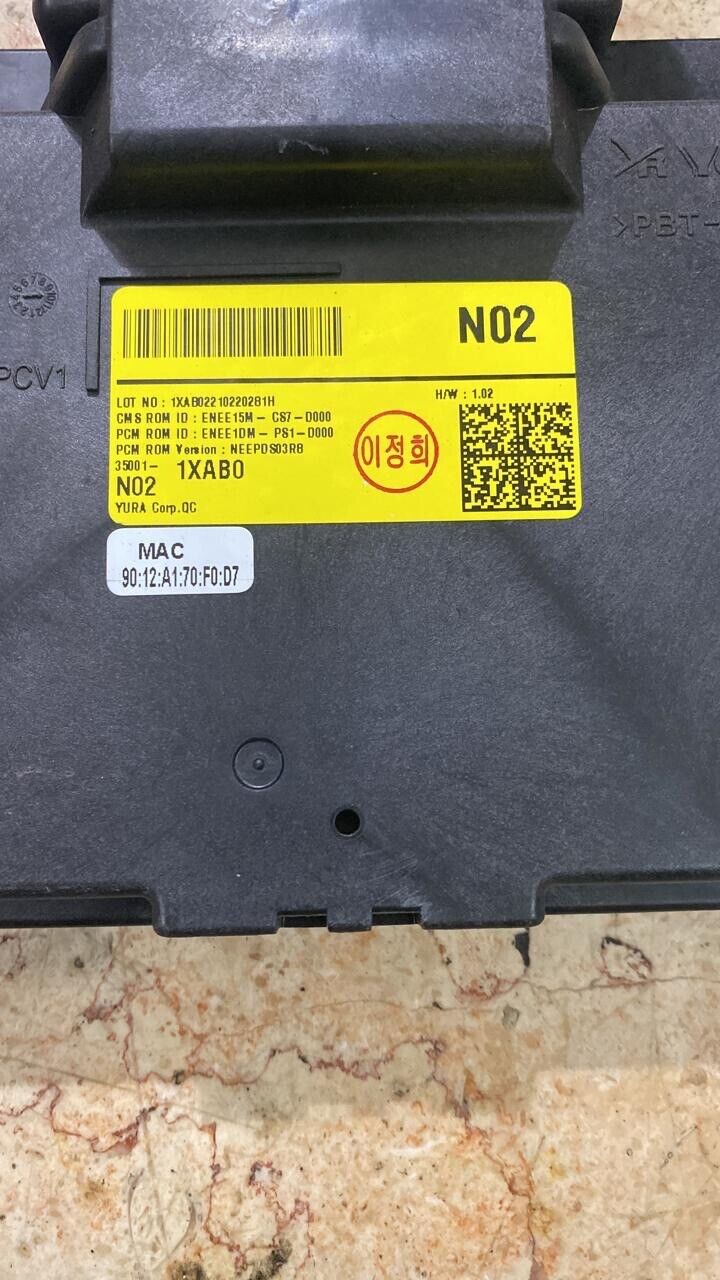 >PBT-
PCV1
N02
LOT NO : 1XAB02210220281H
H/W : 1.02
CMS ROM ID : ENEE15M- CS7-D000
PCM ROM ID : ENEE1DM- PS1-D000
PCM ROM Version : NEEPDS03RB
35001- 1XAB0
N02
YURA Corp.QC
이정희
MAC
90:12:A1:70:F0:D7